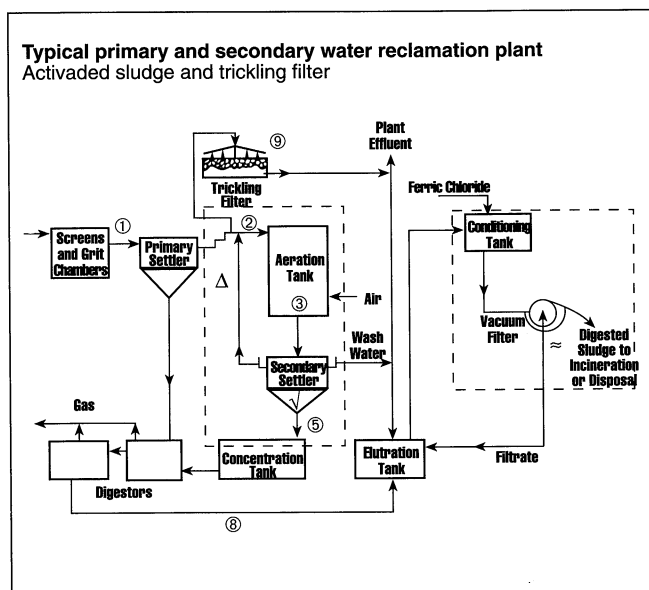 Typical primary and secondary water reclamation plant
Activaded sludge and trickling filter
⑨
Plant
Effluent
Trickling
Filter
Ferric Chloride
①
②
Screens
and Grit
Chambers
Primary
Settler
Aeration
Tank
Conditioning
Tank
Δ
③
Air
Vacuum
Filter
≈
Digested
Sludge to
Incineration
or Disposal
Wash
Water
Secondary
Settler
√
⑤
Gas
Concentration
Tank
Elutration
Tank
Filtrate
Digestors
⑧